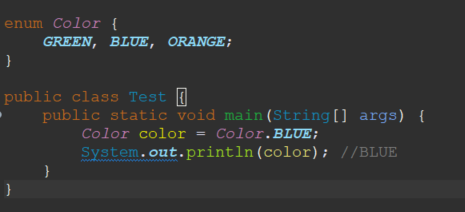 enum Color {
    GREEN, BLUE, ORANGE;
}

public class Test {
    public static void main(String[] args) {
        Color color = Color.BLUE;
        System.out.println(color); //BLUE
    }
}